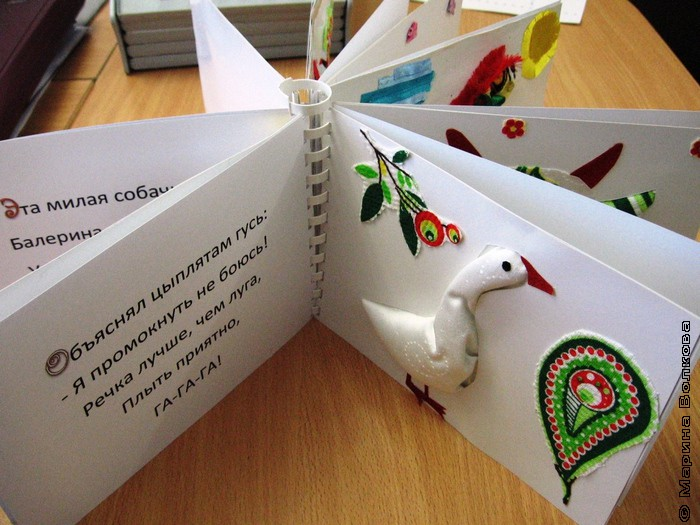 Эта милая собач
Балерина
Объяснял цыплятам гусь:
- Я промокнуть не боюсь!
Речка лучше, чем луга,
Плыть приятно,
ГА-ГА-ГА!
© Марина Волкова